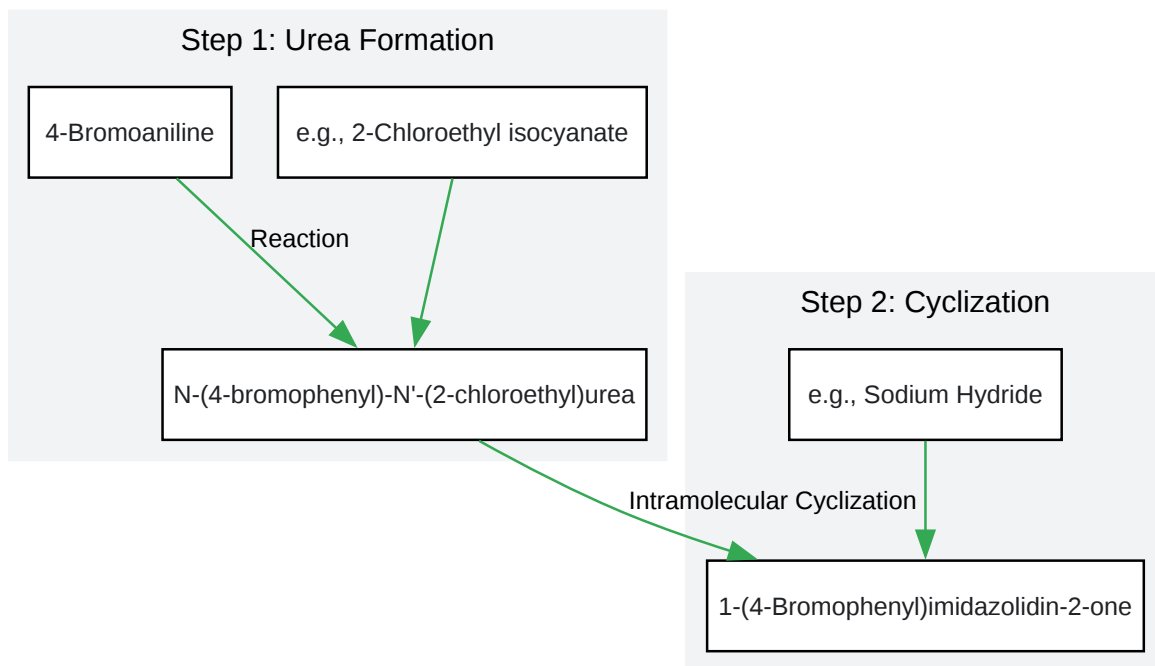 Step 1: Urea Formation
4-Bromoaniline
e.g., 2-Chloroethyl isocyanate
Reaction
N-(4-bromophenyl)-N'-(2-chloroethyl)urea
Step 2: Cyclization
e.g., Sodium Hydride
Intramolecular Cyclization
1-(4-Bromophenyl)imidazolidin-2-one